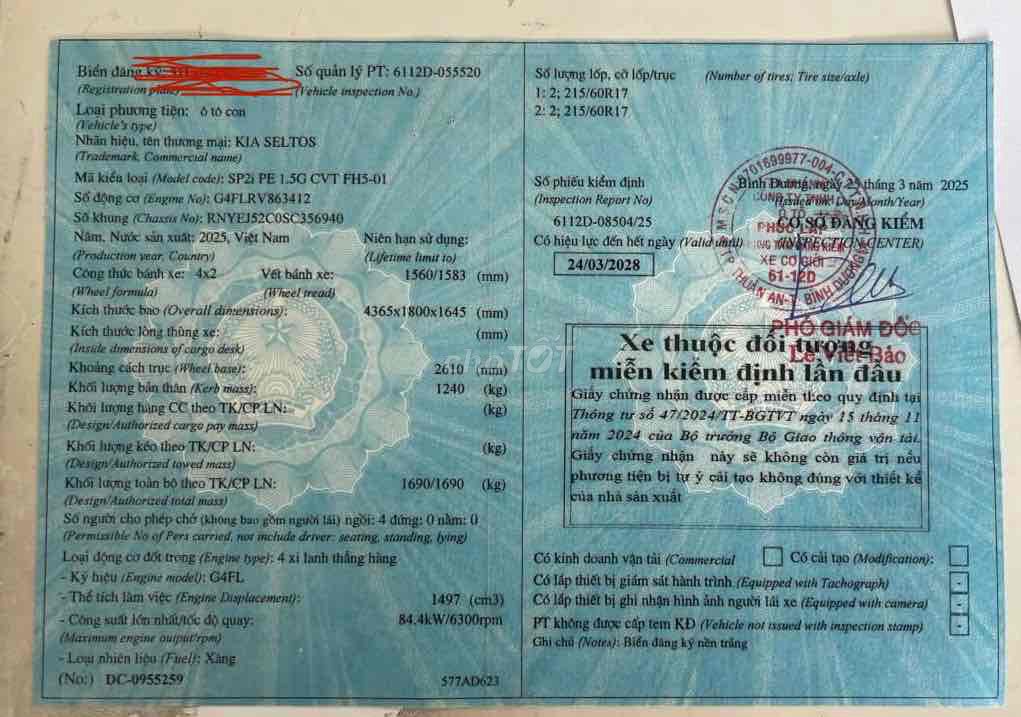 Biển đăng ký:
Số quản lý PT: 6112D-055520
(Registration plate)
(Vehicle inspection No.)
Loại phương tiện: ô tô con
(Vehicle's type)
Nhãn hiệu, tên thương mại: KIA SELTOS
(Trademark, Commercial name)
Mã kiểu loại (Model code): SP2i PE 1.5G CVT FH5-01
Số động cơ (Engine No): G4FLRV863412
Số khung (Chassis No): RNYEJ52C0SC356940
Năm, Nước sản xuất: 2025, Việt Nam
Niên hạn sử dụng:
(Production year, Country)
(Lifetime limit to)
Công thức bánh xe: 4x2
Vết bánh xe: 1560/1583 (mm)
(Wheel formula)
(Wheel tread)
Kích thước bao (Overall dimensions): 4365x1800x1645 (mm)
Kích thước lòng thùng xe: (mm)
(Inside dimensions of cargo desk)
Khoảng cách trục (Wheel base): 2610 (mm)
Khối lượng bản thân (Kerb mass): 1240 (kg)
Khối lượng hàng CC theo TK/CP LN: (kg)
(Design/Authorized cargo pay mass)
Khối lượng kéo theo TK/CP LN: (kg)
(Design/Authorized towed mass)
Khối lượng toàn bộ theo TK/CP LN: 1690/1690 (kg)
(Design/Authorized total mass)
Số người cho phép chở (không bao gồm người lái) ngồi: 4 đứng: 0 nằm: 0
(Permissible No of Pers carried, not include driver: seating, standing, lying)
Loại động cơ đốt trong (Engine type): 4 xi lanh thẳng hàng
- Ký hiệu (Engine model): G4FL
- Thể tích làm việc (Engine Displacement): 1497 (cm3)
- Công suất lớn nhất/tốc độ quay: 84.4kW/6300rpm
(Maximum engine output/rpm)
- Loại nhiên liệu (Fuel): Xăng
(No:) DC-0955259
577AD623
Số lượng lốp, cỡ lốp/trục (Number of tires; Tire size/axle)
1: 2; 215/60R17
2: 2; 215/60R17
Số phiếu kiểm định
Bình Dương, ngày 25 tháng 3 năm 2025
(Inspection Report No)
(Issued on: Day/Month/Year)
6112D-08504/25
CƠ SỞ ĐĂNG KIỂM
Có hiệu lực đến hết ngày (Valid until)
(INSPECTION CENTER)
24/03/2028
M.S.C.N:3701699977-004-C
XE CƠ GIỚI
61-12D
TP THUẬN AN-T. BÌNH DƯƠNG
PHÓ GIÁM ĐỐC
Lê Viết Bảo
Xe thuộc đối tượng
miễn kiểm định lần đầu
Giấy chứng nhận được cấp miễn theo quy định tại
Thông tư số 47/2024/TT-BGTVT ngày 15 tháng 11
năm 2024 của Bộ trưởng Bộ Giao thông vận tải.
Giấy chứng nhận này sẽ không còn giá trị nếu
phương tiện bị tự ý cải tạo không đúng với thiết kế
của nhà sản xuất
Có kinh doanh vận tải (Commercial
Có cải tạo (Modification):
Có lắp thiết bị giám sát hành trình (Equipped with Tachograph) -
Có lắp thiết bị ghi nhận hình ảnh người lái xe (Equipped with camera) -
PT không được cấp tem KĐ (Vehicle not issued with inspection stamp) -
Ghi chú (Notes): Biển đăng ký nền trắng
chợTỐT